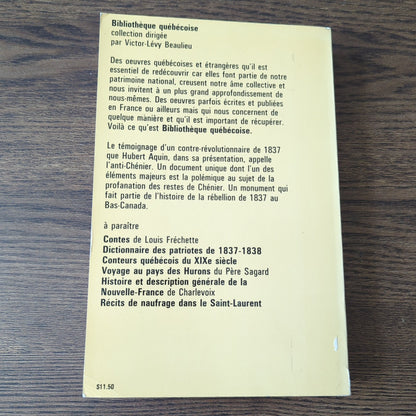 Bibliothèque québécoise
collection dirigée
par Victor-Lévy Beaulieu
Des oeuvres québécoises et étrangères qu'il est
essentiel de redécouvrir car elles font partie de notre
patrimoine national, creusent notre âme collective et
nous invitent à un plus grand approfondissement de
nous-mêmes. Des oeuvres parfois écrites et publiées
en France ou ailleurs mais qui nous concernent de
quelque manière et qu'il est important de récupérer.
Voilà ce qu'est Bibliothèque québécoise.
Le témoignage d'un contre-révolutionnaire de 1837
que Hubert Aquin, dans sa présentation, appelle
l'anti-Chénier. Un document unique dont l'un des
éléments majeurs est la polémique au sujet de la
profanation des restes de Chénier. Un monument qui
fait partie de l'histoire de la rébellion de 1837 au
Bas-Canada.
à paraître
Contes de Louis Fréchette
Dictionnaire des patriotes de 1837-1838
Conteurs québécois du XIXe siècle
Voyage au pays des Hurons du Père Sagard
Histoire et description générale de la
Nouvelle-France de Charlevoix
Récits de naufrage dans le Saint-Laurent
$11.50